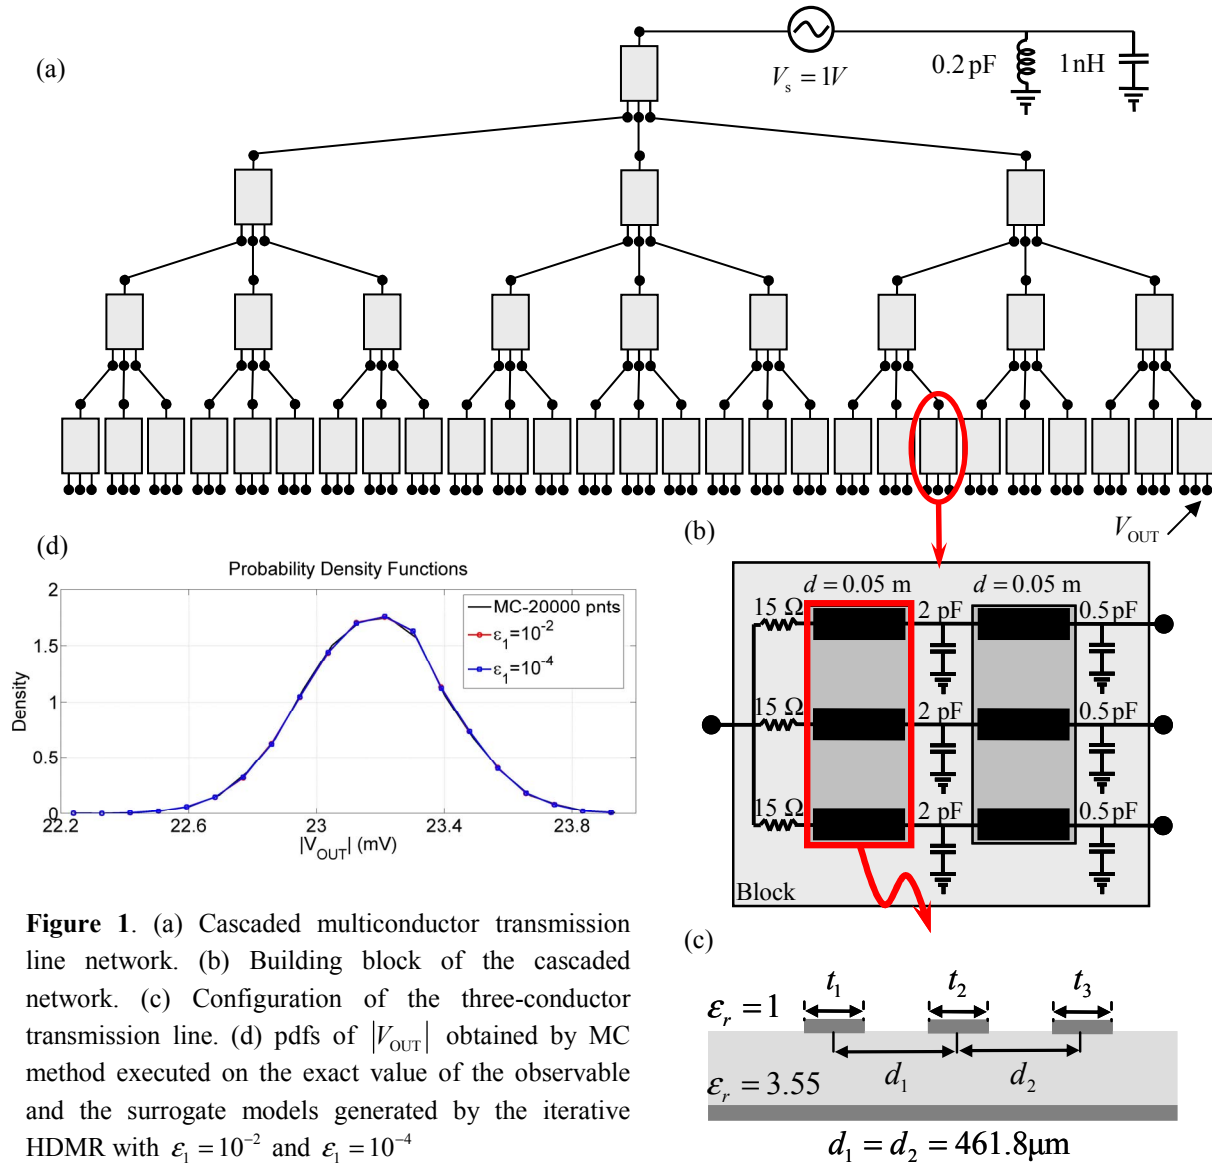 (a)
V_s = 1V
0.2 pF
1 nH
V_OUT
(d)
Probability Density Functions
MC-20000 pnts
ε_1=10^-2
ε_1=10^-4
Density
2
1.5
1
0.5
0
22.2
22.6
23
23.4
23.8
|V_OUT| (mV)
(b)
d = 0.05 m
d = 0.05 m
15 Ω
2 pF
0.5 pF
15 Ω
2 pF
0.5 pF
15 Ω
2 pF
0.5 pF
Block
Figure 1. (a) Cascaded multiconductor transmission
line network. (b) Building block of the cascaded
network. (c) Configuration of the three-conductor
transmission line. (d) pdfs of |V_OUT| obtained by MC
method executed on the exact value of the observable
and the surrogate models generated by the iterative
HDMR with ε_1 = 10^-2 and ε_1 = 10^-4
(c)
t_1
t_2
t_3
ε_r = 1
d_1
d_2
ε_r = 3.55
d_1 = d_2 = 461.8μm